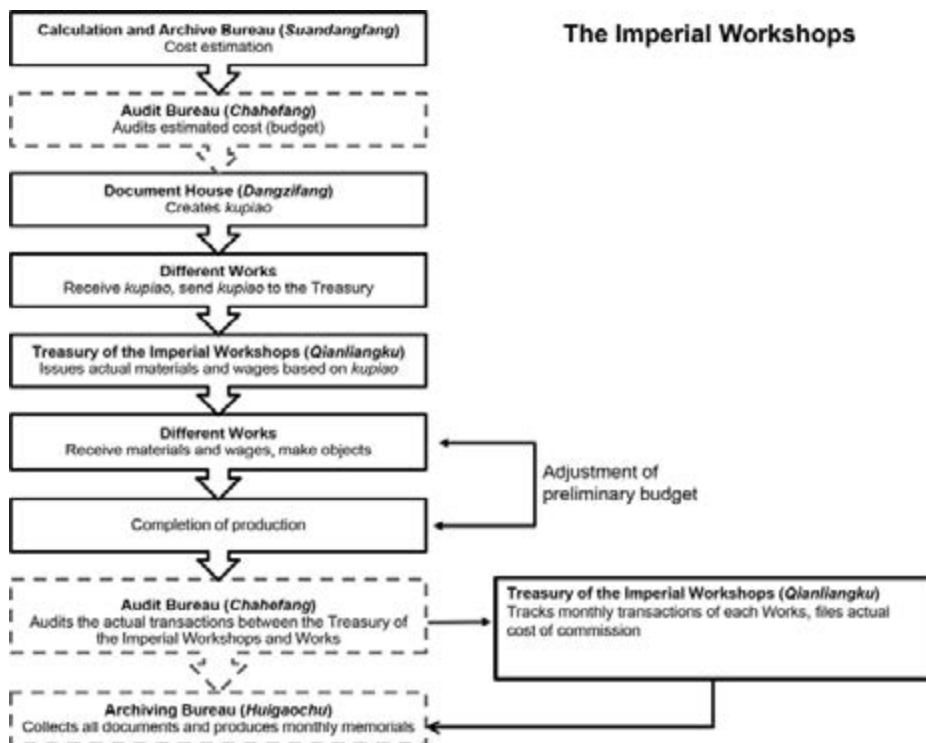 The Imperial Workshops
Calculation and Archive Bureau (Suandangfang)
Cost estimation
Audit Bureau (Chahefang)
Audits estimated cost (budget)
Document House (Dangzifang)
Creates kupiao
Different Works
Receive kupiao, send kupiao to the Treasury
Treasury of the Imperial Workshops (Qianliangku)
Issues actual materials and wages based on kupiao
Different Works
Receive materials and wages, make objects
Adjustment of
preliminary budget
Completion of production
Audit Bureau (Chahefang)
Audits the actual transactions between the Treasury of
the Imperial Workshops and Works
Treasury of the Imperial Workshops (Qianliangku)
Tracks monthly transactions of each Works, files actual
cost of commission
Archiving Bureau (Huigaochu)
Collects all documents and produces monthly memorials